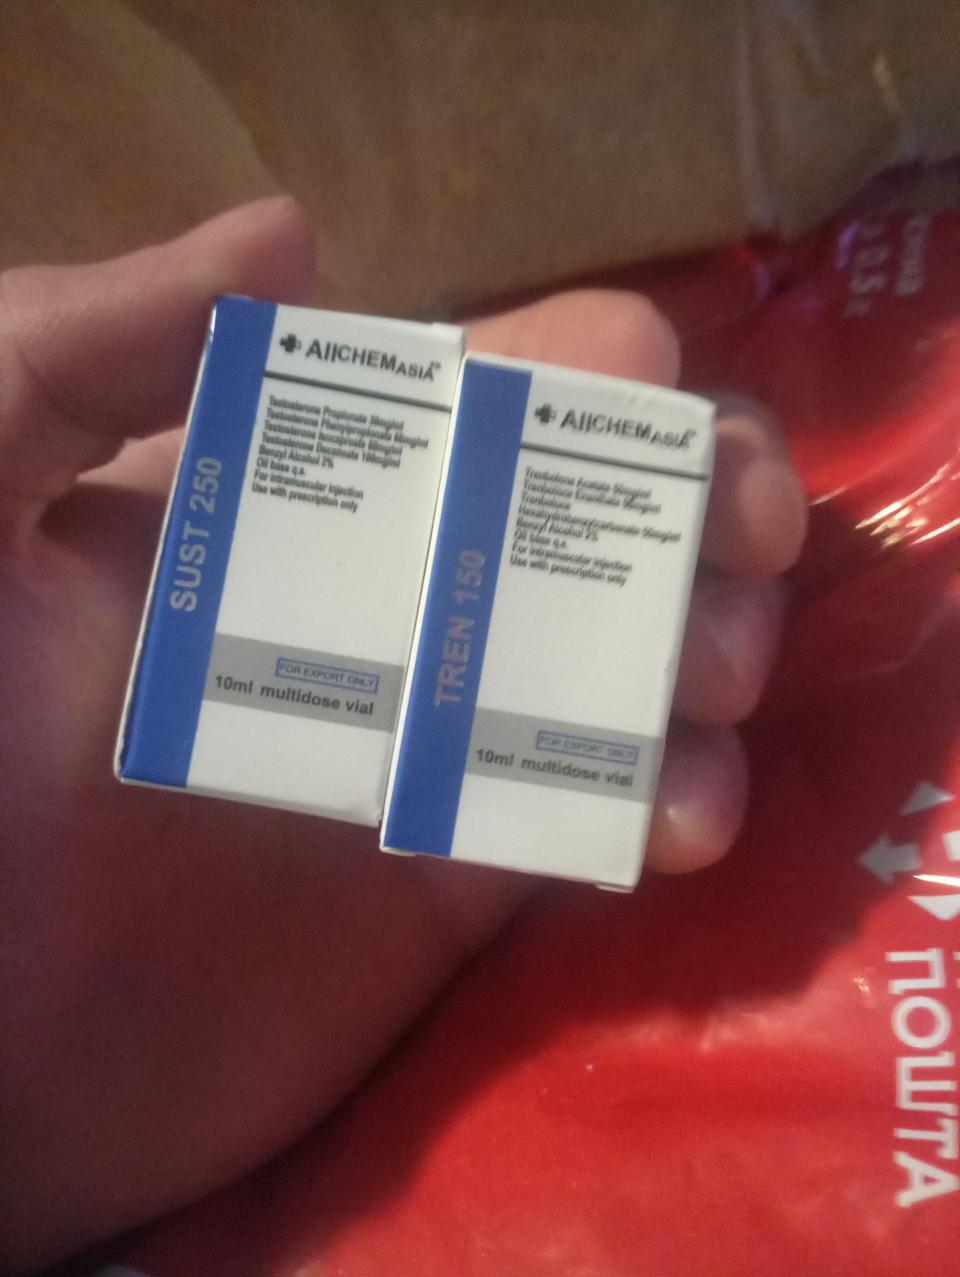 AllCHEMASIA™
Testosterone Propionate 30mg/ml
Testosterone Phenylpropionate 60mg/ml
Testosterone Isocaproate 60mg/ml
Testosterone Decanoate 100mg/ml
Benzyl Alcohol 2%
Oil base q.s.
For intramuscular injection
Use with prescription only
SUST 250
FOR EXPORT ONLY
10ml multidose vial
AllCHEMASIA™
Trenbolone Acetate 50mg/ml
Trenbolone Enanthate 50mg/ml
Trenbolone
Hexahydrobenzylcarbonate 50mg/ml
Benzyl Alcohol 2%
Oil base q.s.
For intramuscular injection
Use with prescription only
TREN 150
FOR EXPORT ONLY
10ml multidose vial
ПОШТА